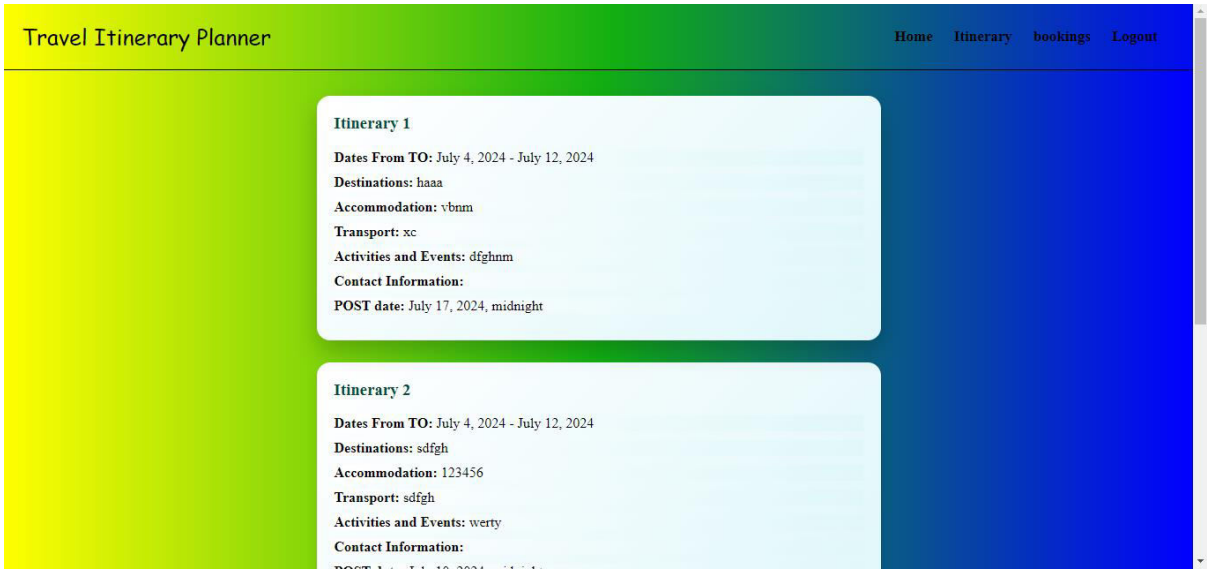 Travel Itinerary Planner
Home Itinerary bookings Logout
Itinerary 1
Dates From TO: July 4, 2024 - July 12, 2024
Destinations: haaa
Accommodation: vbnm
Transport: xc
Activities and Events: dfghnm
Contact Information:
POST date: July 17, 2024, midnight
Itinerary 2
Dates From TO: July 4, 2024 - July 12, 2024
Destinations: sdfgh
Accommodation: 123456
Transport: sdfgh
Activities and Events: werty
Contact Information: